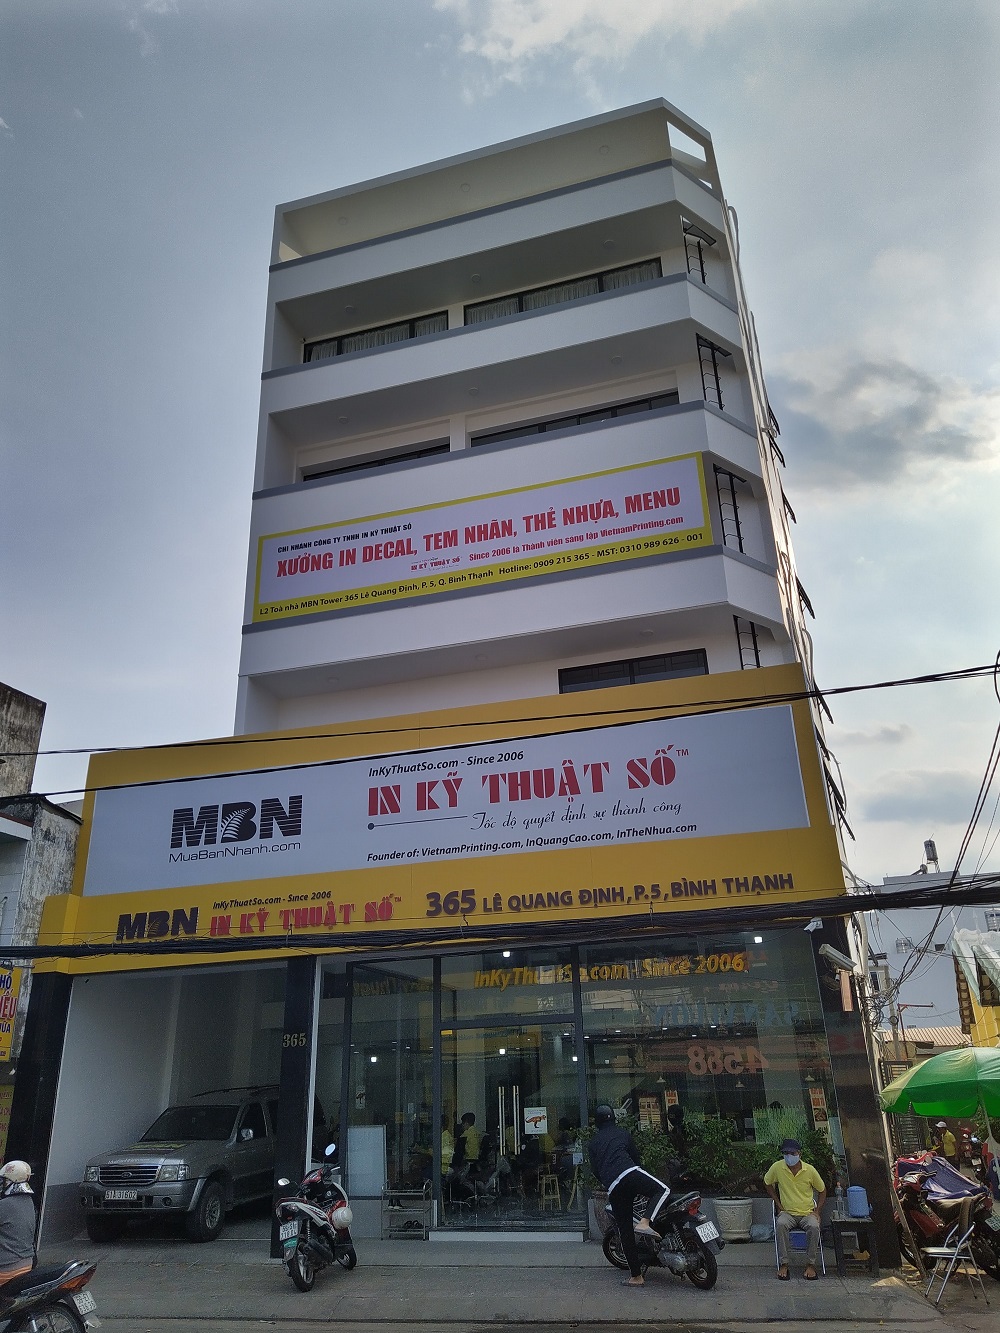 CHI NHÁNH CÔNG TY TNHH IN KỸ THUẬT SỐ
XƯỞNG IN DECAL, TEM NHÃN, THẺ NHỰA, MENU
IN KỸ THUẬT SỐ Since 2006 là Thành viên sáng lập VietnamPrinting.com
L2 Toà nhà MBN Tower 365 Lê Quang Định, P. 5, Q. Bình Thạnh Hotline: 0909 215 365 - MST: 0310 989 626 - 001
InKyThuatSo.com - Since 2006
MBN IN KỸ THUẬT SỐ™
Tốc độ quyết định sự thành công
MuaBanNhanh.com
Founder of: VietnamPrinting.com, InQuangCao.com, InTheNhua.com
InKyThuatSo.com - Since 2006
MBN IN KỸ THUẬT SỐ™ 365 LÊ QUANG ĐỊNH, P.5, BÌNH THẠNH
InKyThuatSo.com - Since 2006
365
51A 31602